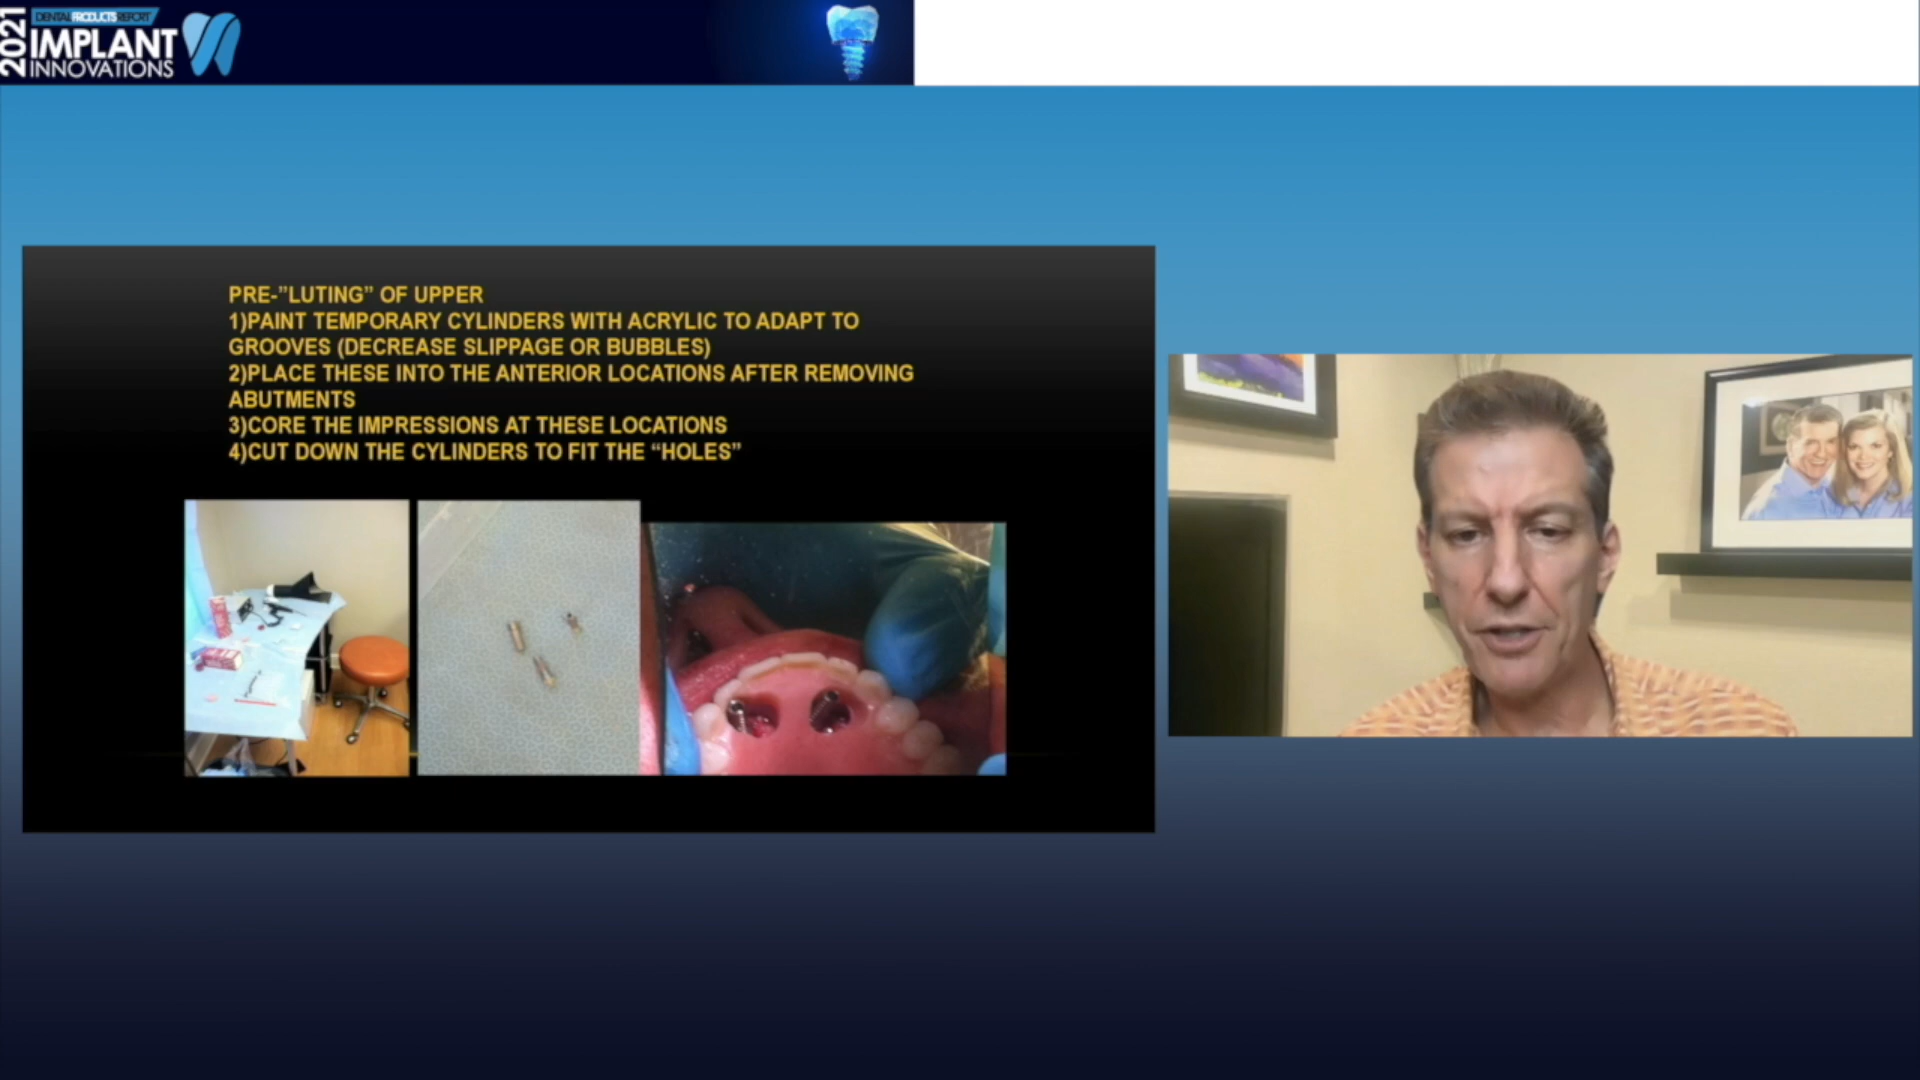 2021
DENTAL PRODUCTS REPORT
IMPLANT
INNOVATIONS
PRE-”LUTING” OF UPPER
1)PAINT TEMPORARY CYLINDERS WITH ACRYLIC TO ADAPT TO
GROOVES (DECREASE SLIPPAGE OR BUBBLES)
2)PLACE THESE INTO THE ANTERIOR LOCATIONS AFTER REMOVING
ABUTMENTS
3)CORE THE IMPRESSIONS AT THESE LOCATIONS
4)CUT DOWN THE CYLINDERS TO FIT THE “HOLES”